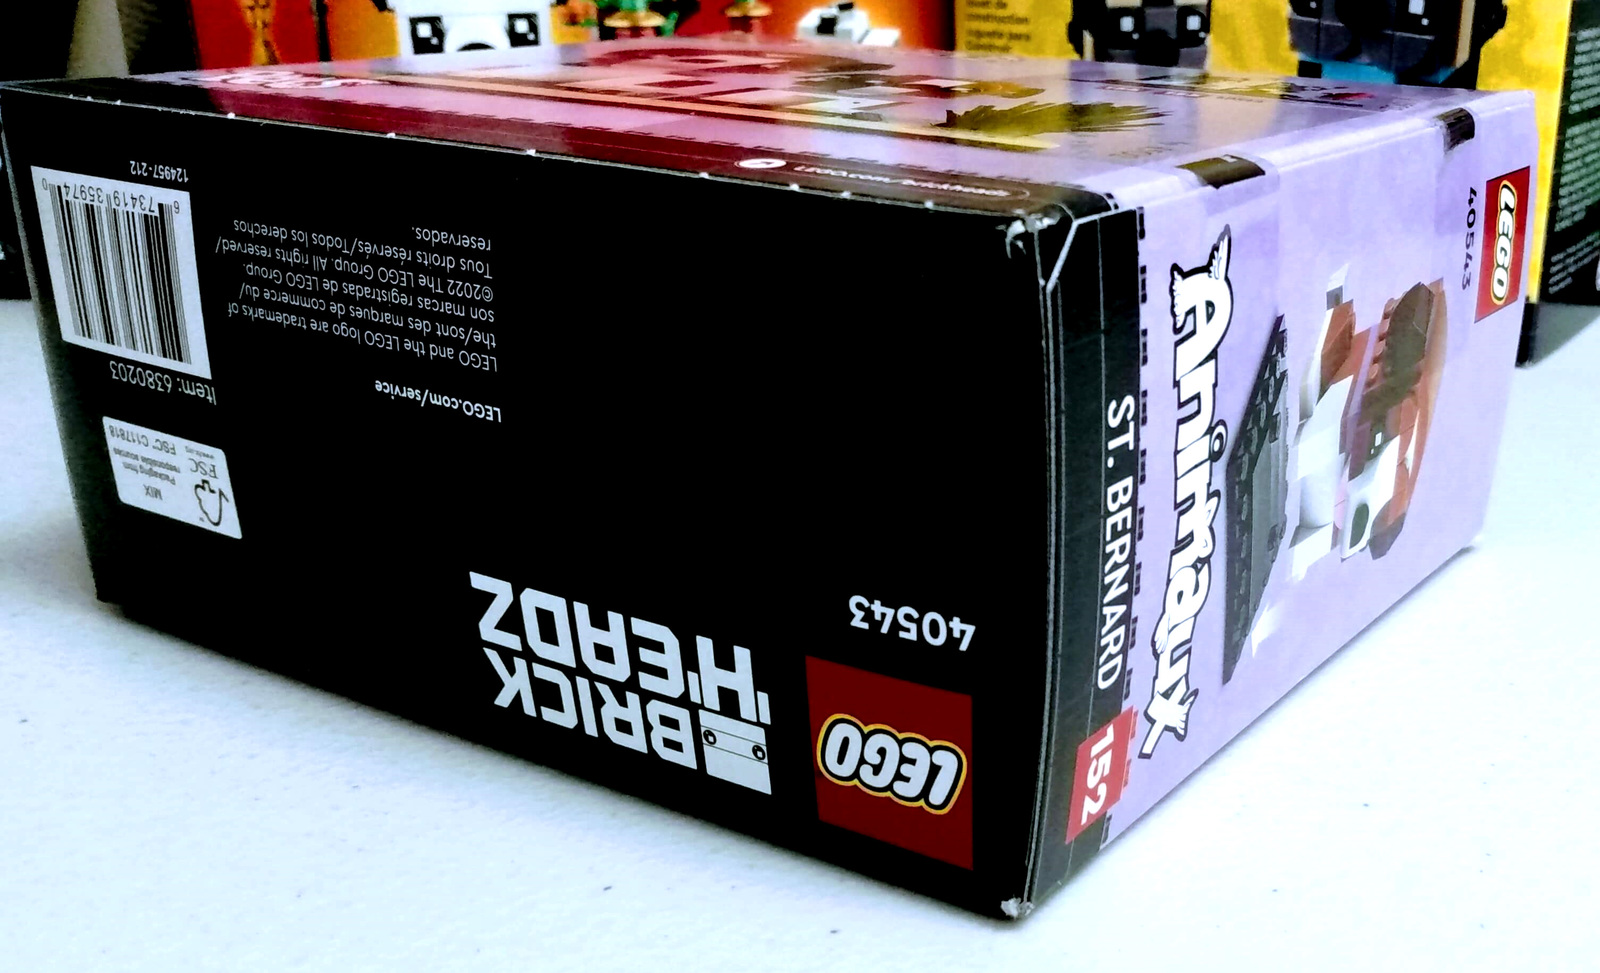 LEGO
40543
BRICK
HEADZ
LEGO.com/service
LEGO and the LEGO logo are trademarks of
the/sont des marques de commerce du/
son marcas registradas de LEGO Group.
©2022 The LEGO Group. All rights reserved/
Tous droits réservés/Todos los derechos
reservados.
MIX
Packaging from
responsible sources
FSC
FSC™ C117818
Item: 6380203
6 73419 35974 0
124957-212
LEGO
40543
Animaux
ST. BERNARD
152